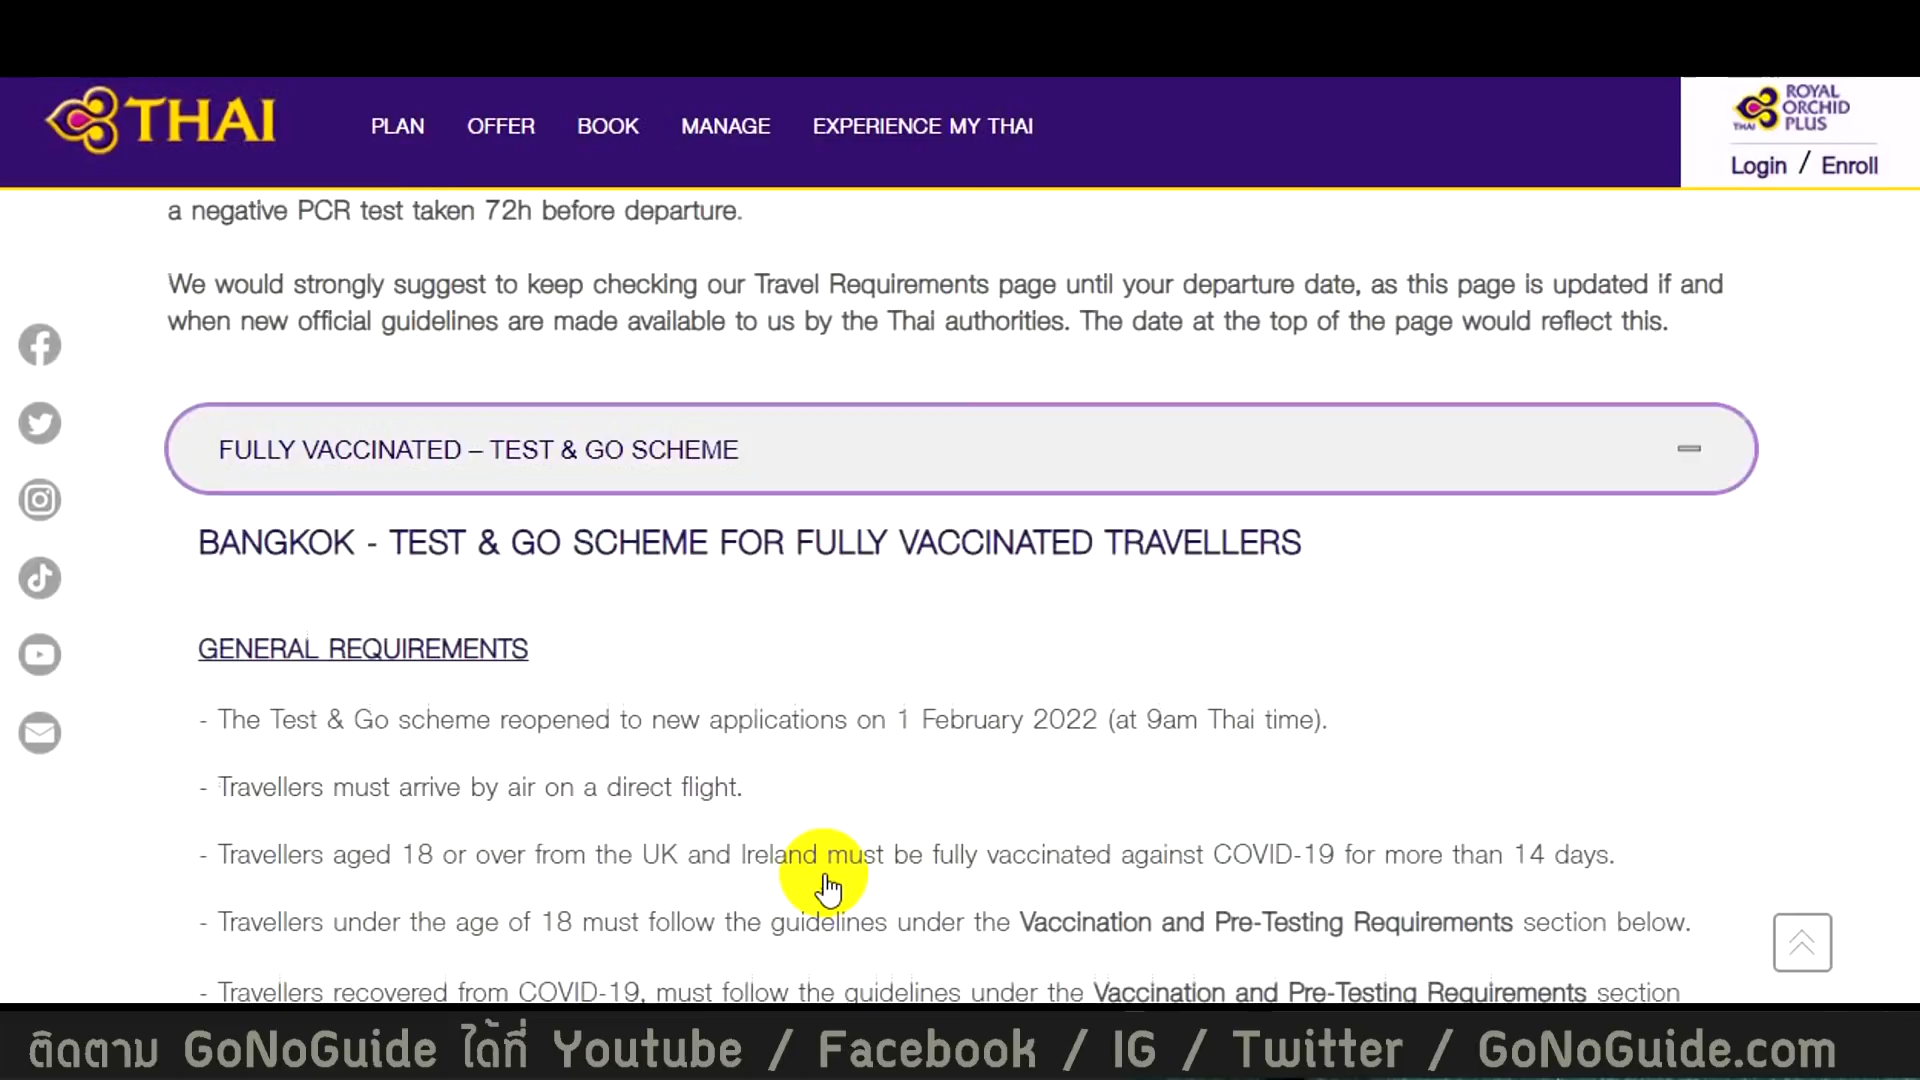 THAI
PLAN OFFER BOOK MANAGE EXPERIENCE MY THAI
ROYAL
ORCHID
PLUS
THAI
Login / Enroll
a negative PCR test taken 72h before departure.
We would strongly suggest to keep checking our Travel Requirements page until your departure date, as this page is updated if and
when new official guidelines are made available to us by the Thai authorities. The date at the top of the page would reflect this.
FULLY VACCINATED – TEST & GO SCHEME
BANGKOK - TEST & GO SCHEME FOR FULLY VACCINATED TRAVELLERS
GENERAL REQUIREMENTS
- The Test & Go scheme reopened to new applications on 1 February 2022 (at 9am Thai time).
- Travellers must arrive by air on a direct flight.
- Travellers aged 18 or over from the UK and Ireland must be fully vaccinated against COVID-19 for more than 14 days.
- Travellers under the age of 18 must follow the guidelines under the Vaccination and Pre-Testing Requirements section below.
- Travellers recovered from COVID-19, must follow the guidelines under the Vaccination and Pre-Testing Requirements section
ติดตาม GoNoGuide ได้ที่ Youtube / Facebook / IG / Twitter / GoNoGuide.com